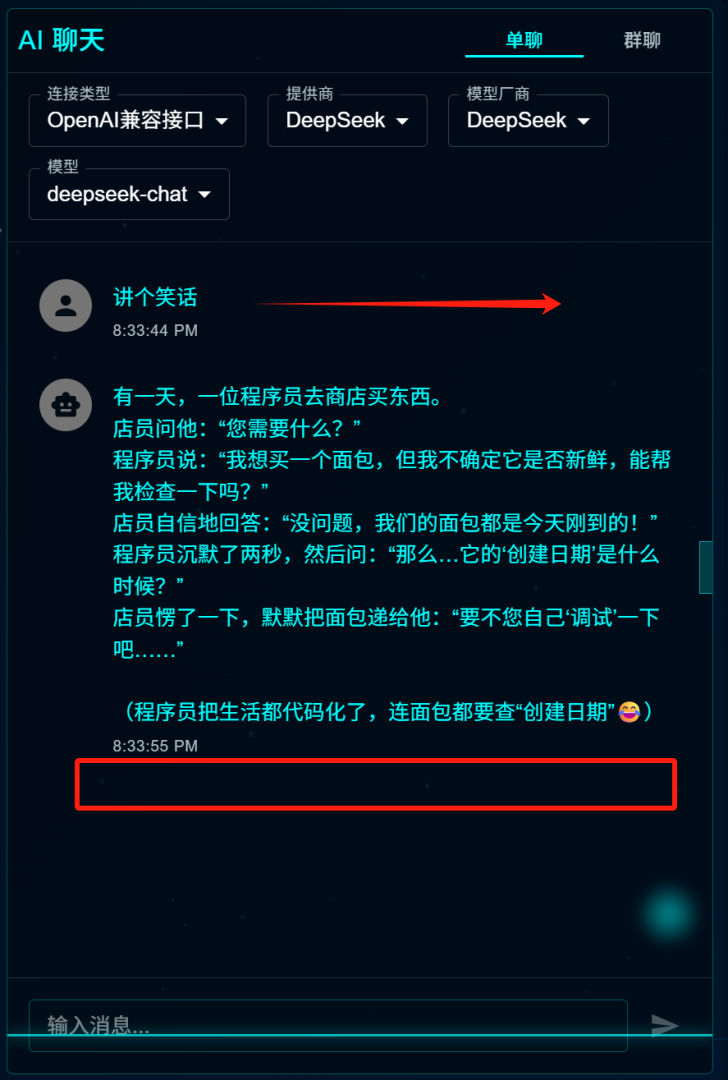 AI 聊天
单聊
群聊
连接类型
OpenAI兼容接口
提供商
DeepSeek
模型厂商
DeepSeek
模型
deepseek-chat
讲个笑话
8:33:44 PM
有一天，一位程序员去商店买东西。
店员问他：“您需要什么？”
程序员说：“我想买一个面包，但我不确定它是否新鲜，能帮
我检查一下吗？”
店员自信地回答：“没问题，我们的面包都是今天刚到的！”
程序员沉默了两秒，然后问：“那么…它的‘创建日期’是什么
时候？”
店员愣了一下，默默把面包递给他：“要不您自己‘调试’一下
吧……”
（程序员把生活都代码化了，连面包都要查“创建日期”😂）
8:33:55 PM
输入消息...